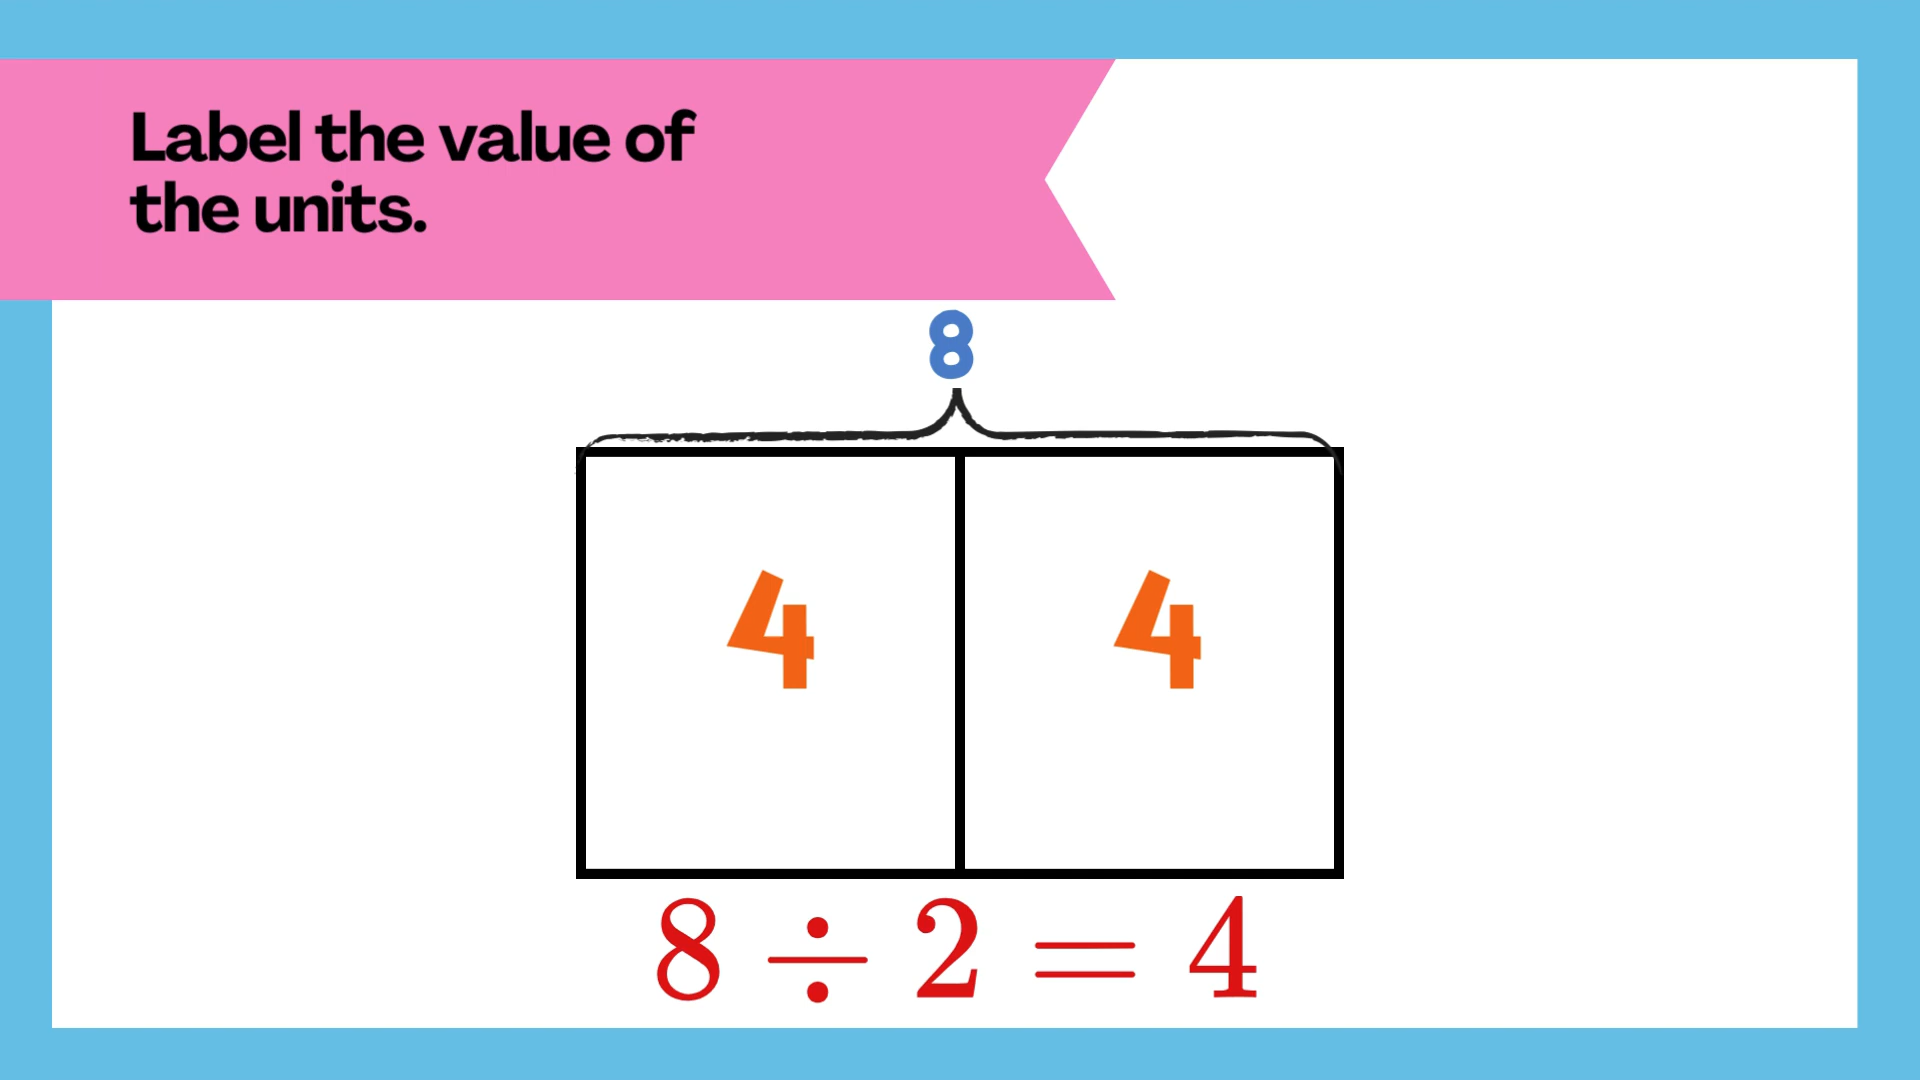 Label the value of
the units.
8
4 4
8 ÷ 2 = 4